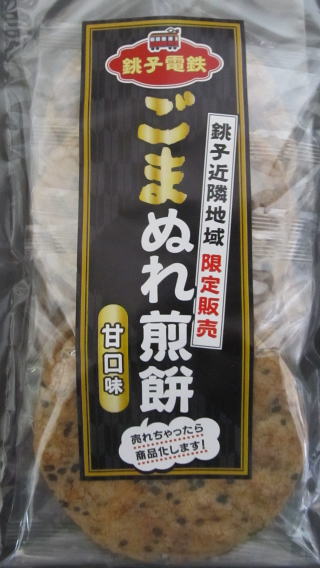 銚子電鉄
銚子近隣地域 限定販売
ごまぬれ煎餅
甘口味
売れちゃったら
商品化します!